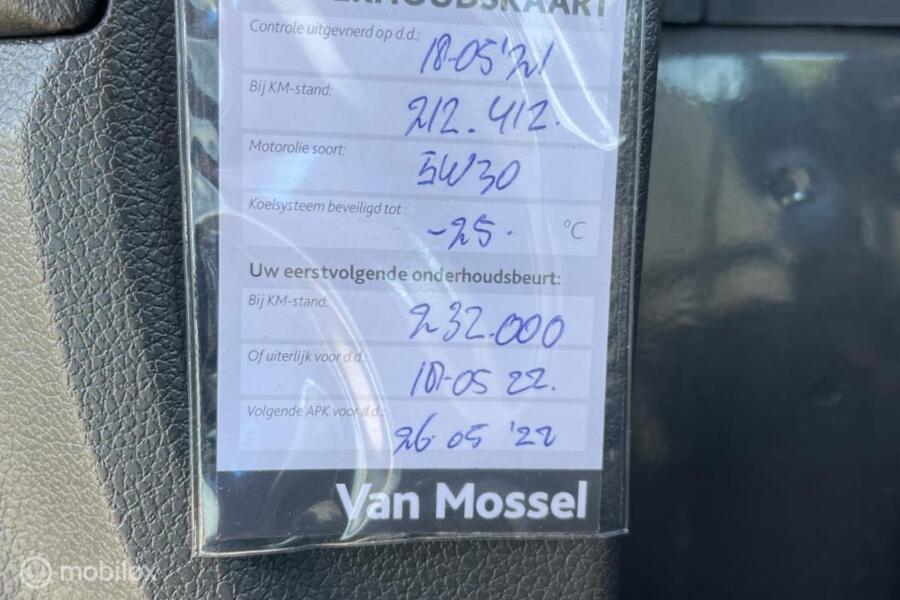 ERHOUDSKAART
Controle uitgevoerd op d.d.:
18-05'21
Bij KM-stand:
212.412.
Motorolie soort:
5W30
Koelsysteem beveiligd tot:
-25. °C
Uw eerstvolgende onderhoudsbeurt:
Bij KM-stand:
232.000
Of uiterlijk voor d.d.:
18-05 22.
Volgende APK voor d.d.:
26.05 '22
Van Mossel
mobilox